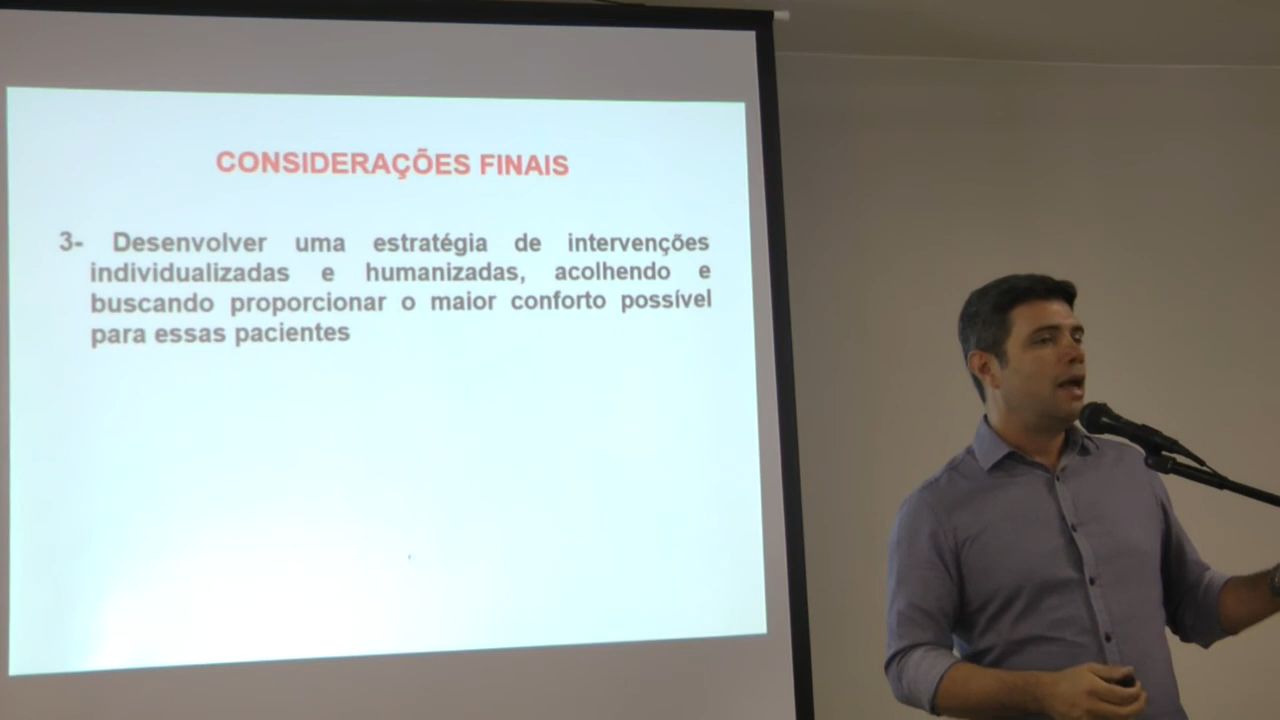 CONSIDERAÇÕES FINAIS
3- Desenvolver uma estratégia de intervenções
individualizadas e humanizadas, acolhendo e
buscando proporcionar o maior conforto possível
para essas pacientes